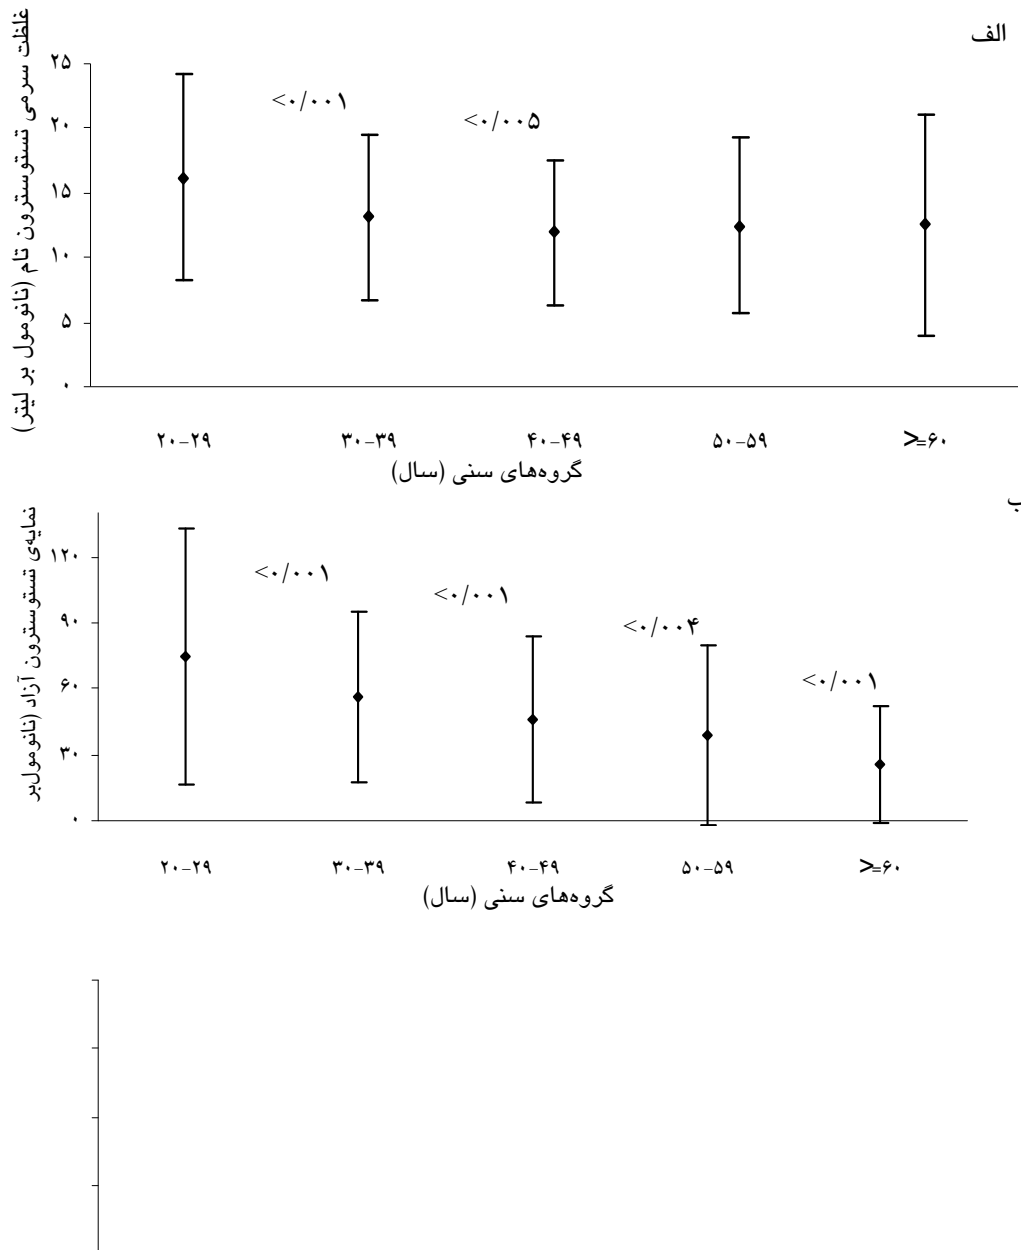 الف
غلظت سرمی تستوسترون تام (نانومول بر لیتر)
۲۵
۲۰
۱۵
۱۰
۵
۰
<۰/۰۰۱
<۰/۰۰۵
۲۰-۲۹ ۳۰-۳۹ ۴۰-۴۹ ۵۰-۵۹ >=۶۰
گروه‌های سنی (سال)
ب
نمایه‌ی تستوسترون آزاد (نانومول‌بر
۱۲۰
۹۰
۶۰
۳۰
۰
<۰/۰۰۱
<۰/۰۰۱
<۰/۰۰۴
<۰/۰۰۱
۲۰-۲۹ ۳۰-۳۹ ۴۰-۴۹ ۵۰-۵۹ >=۶۰
گروه‌های سنی (سال)